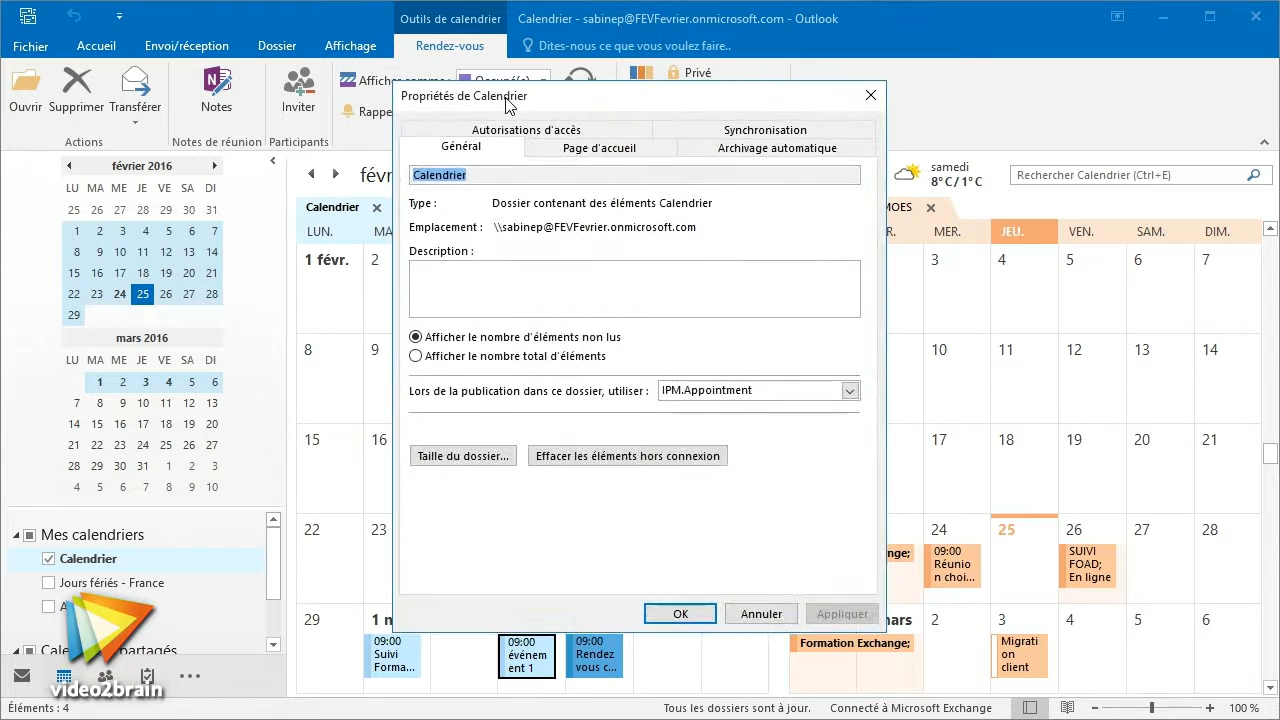 Outils de calendrier
Calendrier - sabinep@FEVFevrier.onmicrosoft.com - Outlook
Fichier
Accueil
Envoi/réception
Dossier
Affichage
Rendez-vous
Dites-nous ce que vous voulez faire..
Ouvrir
Supprimer
Transférer
Actions
Notes
Notes de réunion
Inviter
Participants
Afficher comme :
Occupé(e)
Privé
Propriétés de Calendrier
Autorisations d'accès
Synchronisation
Général
Page d'accueil
Archivage automatique
Calendrier
Type :
Dossier contenant des éléments Calendrier
Emplacement :
\\sabinep@FEVFevrier.onmicrosoft.com
Description :
Afficher le nombre d'éléments non lus
Afficher le nombre total d'éléments
Lors de la publication dans ce dossier, utiliser :
IPM.Appointment
Taille du dossier...
Effacer les éléments hors connexion
OK
Annuler
Appliquer
février 2016
LU MA ME JE VE SA DI
25 26 27 28 29 30 31
1 2 3 4 5 6 7
8 9 10 11 12 13 14
15 16 17 18 19 20 21
22 23 24 25 26 27 28
29
mars 2016
LU MA ME JE VE SA DI
1 2 3 4 5 6
7 8 9 10 11 12 13
14 15 16 17 18 19 20
21 22 23 24 25 26 27
28 29 30 31 1 2 3
4 5 6 7 8 9 10
Mes calendriers
Calendrier
Jours fériés - France
video2brain
samedi
8°C / 1°C
Rechercher Calendrier (Ctrl+E)
Calendrier
MOES
LUN.
MER.
JEU.
VEN.
SAM.
DIM.
1 févr.
2
3
4
5
6
7
8
9
10
11
12
13
14
15
16
17
18
19
20
21
22
23
24
25
26
27
28
09:00
Réunio
n choi...
SUIVI
FOAD;
En ligne
29
2
3
4
5
6
09:00
Suivi
Forma...
09:00
événem
ent 1
09:00
Rendez
vous c...
Formation Exchange;
Migrati
on
client
Éléments : 4
Tous les dossiers sont à jour.
Connecté à Microsoft Exchange
100 %